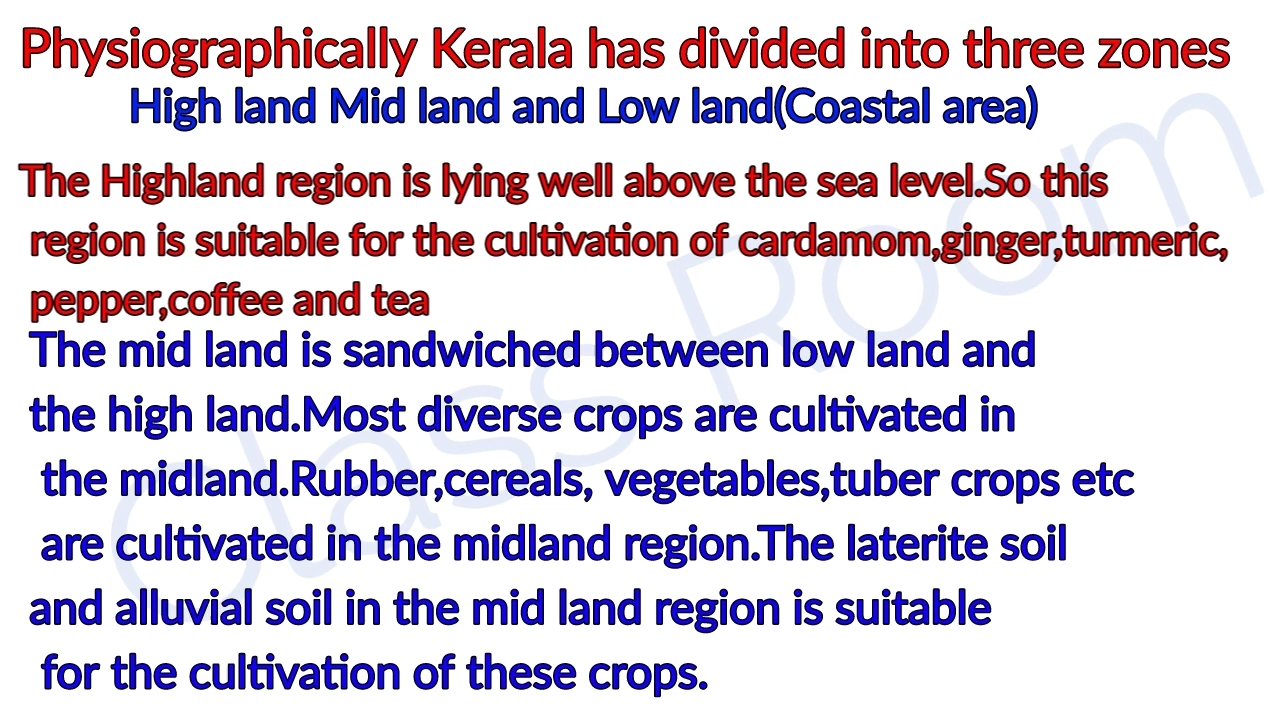 Physiographically Kerala has divided into three zones
High land Mid land and Low land(Coastal area)
The Highland region is lying well above the sea level.So this
region is suitable for the cultivation of cardamom,ginger,turmeric,
pepper,coffee and tea
The mid land is sandwiched between low land and
the high land.Most diverse crops are cultivated in
the midland.Rubber,cereals, vegetables,tuber crops etc
are cultivated in the midland region.The laterite soil
and alluvial soil in the mid land region is suitable
for the cultivation of these crops.
Class Room